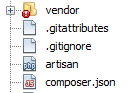 vendor
.gitattributes
.gitignore
artisan
composer.json